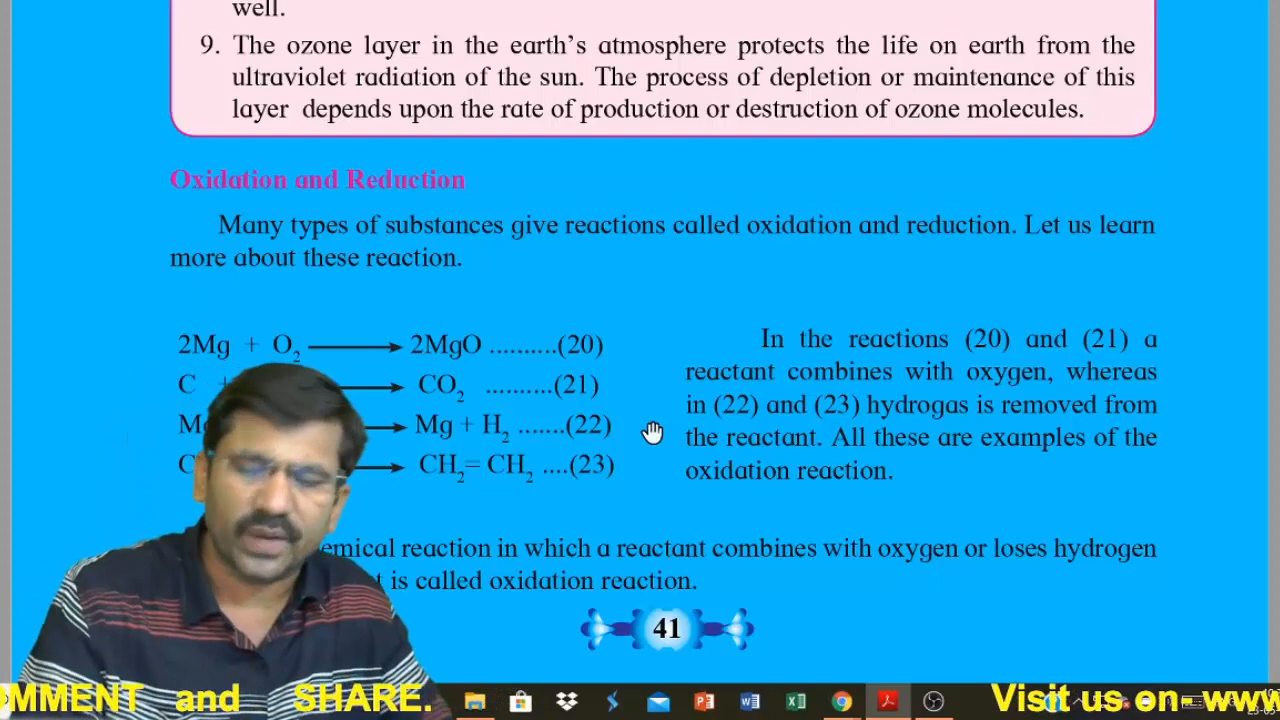 well.
9. The ozone layer in the earth's atmosphere protects the life on earth from the
ultraviolet radiation of the sun. The process of depletion or maintenance of this
layer depends upon the rate of production or destruction of ozone molecules.
Oxidation and Reduction
Many types of substances give reactions called oxidation and reduction. Let us learn
more about these reaction.
2Mg + O₂ ⟶ 2MgO ..........(20)
C + ⟶ CO₂ ..........(21)
⟶ Mg + H₂ .......(22)
C ⟶ CH₂= CH₂ ....(23)
In the reactions (20) and (21) a
reactant combines with oxygen, whereas
in (22) and (23) hydrogas is removed from
the reactant. All these are examples of the
oxidation reaction.
emical reaction in which a reactant combines with oxygen or loses hydrogen
t is called oxidation reaction.
41
OMMENT and SHARE.
Visit us on- www